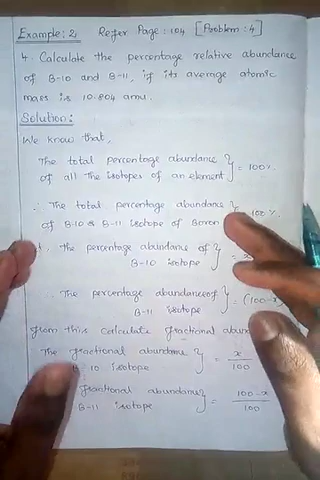 Example: 2, Refer Page: 104 [Problem: 4]
4. Calculate the percentage relative abundance
of B-10 and B-11, if its average atomic
mass is 10.804 amu.
Solution:
We know that,
The total percentage abundance
of all the isotopes of an element } = 100%.
∴ The total percentage abundance
of B-10 & B-11 isotope of Boron } = 100%.
The percentage abundance of
B-10 isotope }
The percentage abundance of
B-11 isotope } = (100-x)
from this calculate fractional
The fractional abundance
B-10 isotope } = x/100
fractional abundance
B-11 isotope } = 100-x/100